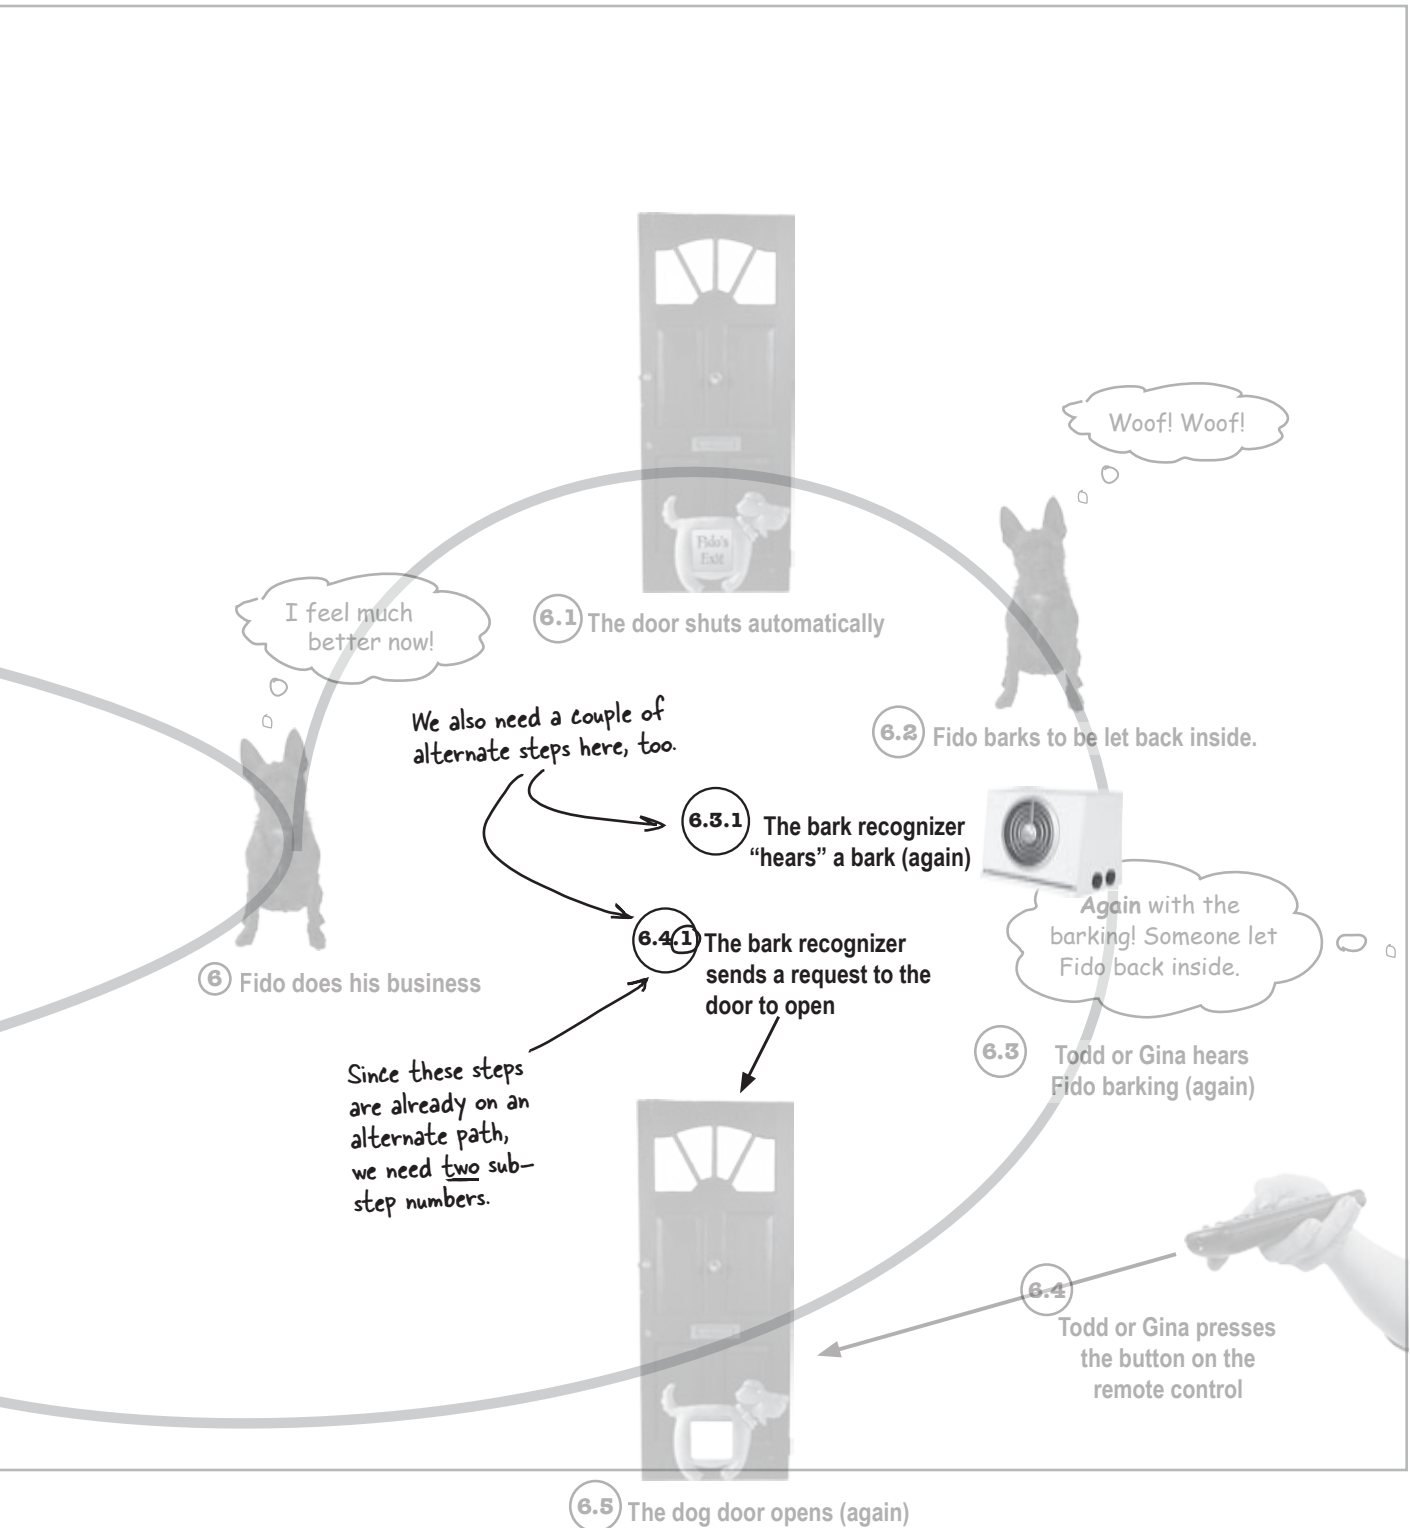 Woof! Woof!
Fido's
Exit
I feel much
better now!
6.1 The door shuts automatically
We also need a couple of
alternate steps here, too.
6.2 Fido barks to be let back inside.
6.3.1 The bark recognizer
“hears” a bark (again)
Again with the
barking! Someone let
Fido back inside.
6.4.1 The bark recognizer
sends a request to the
door to open
6 Fido does his business
6.3 Todd or Gina hears
Fido barking (again)
Since these steps
are already on an
alternate path,
we need two sub-
step numbers.
6.4
Todd or Gina presses
the button on the
remote control
6.5 The dog door opens (again)